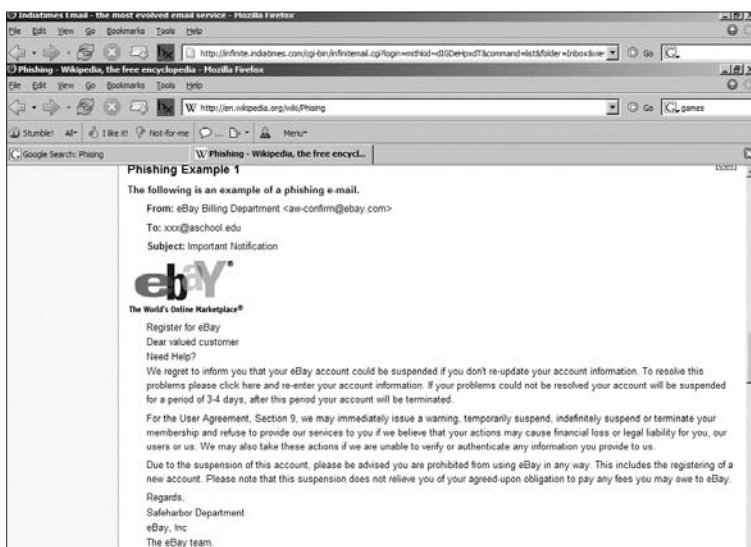 Indiatimes Email - the most evolved email service - Mozilla Firefox
File Edit View Go Bookmarks Tools Help
Go
Phishing - Wikipedia, the free encyclopedia - Mozilla Firefox
File Edit View Go Bookmarks Tools Help
W http://en.wikipedia.org/wiki/Phising Go G games
Stumble! All I like it! Not-for-me ... Menu
Google Search: Phising W Phishing - Wikipedia, the free encycl...
Phishing Example 1
The following is an example of a phishing e-mail.
From: eBay Billing Department <aw-confirm@ebay.com>
To: xxx@aschool.edu
Subject: Important Notification
ebaY®
The World's Online Marketplace®
Register for eBay
Dear valued customer
Need Help?
We regret to inform you that your eBay account could be suspended if you don't re-update your account information. To resolve this
problems please click here and re-enter your account information. If your problems could not be resolved your account will be suspended
for a period of 3-4 days, after this period your account will be terminated.
For the User Agreement, Section 9, we may immediately issue a warning, temporarily suspend, indefinitely suspend or terminate your
membership and refuse to provide our services to you if we believe that your actions may cause financial loss or legal liability for you, our
users or us. We may also take these actions if we are unable to verify or authenticate any information you provide to us.
Due to the suspension of this account, please be advised you are prohibited from using eBay in any way. This includes the registering of a
new account. Please note that this suspension does not relieve you of your agreed-upon obligation to pay any fees you may owe to eBay.
Regards,
Safeharbor Department
eBay, Inc
The eBay team.